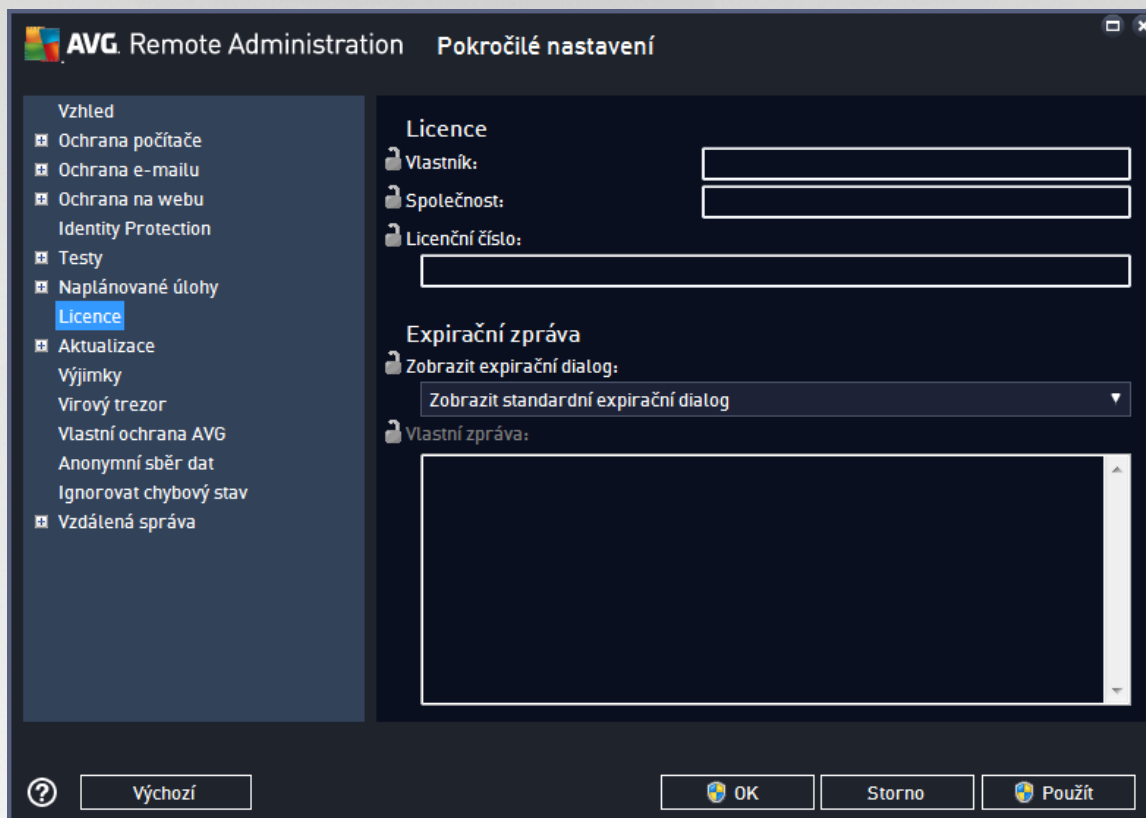 AVG. Remote Administration Pokročilé nastavení
Vzhled
Ochrana počítače
Ochrana e-mailu
Ochrana na webu
Identity Protection
Testy
Naplánované úlohy
Licence
Aktualizace
Výjimky
Virový trezor
Vlastní ochrana AVG
Anonymní sběr dat
Ignorovat chybový stav
Vzdálená správa
Licence
Vlastník:
Společnost:
Licenční číslo:
Expirační zpráva
Zobrazit expirační dialog:
Zobrazit standardní expirační dialog
Vlastní zpráva:
Výchozí
OK
Storno
Použít